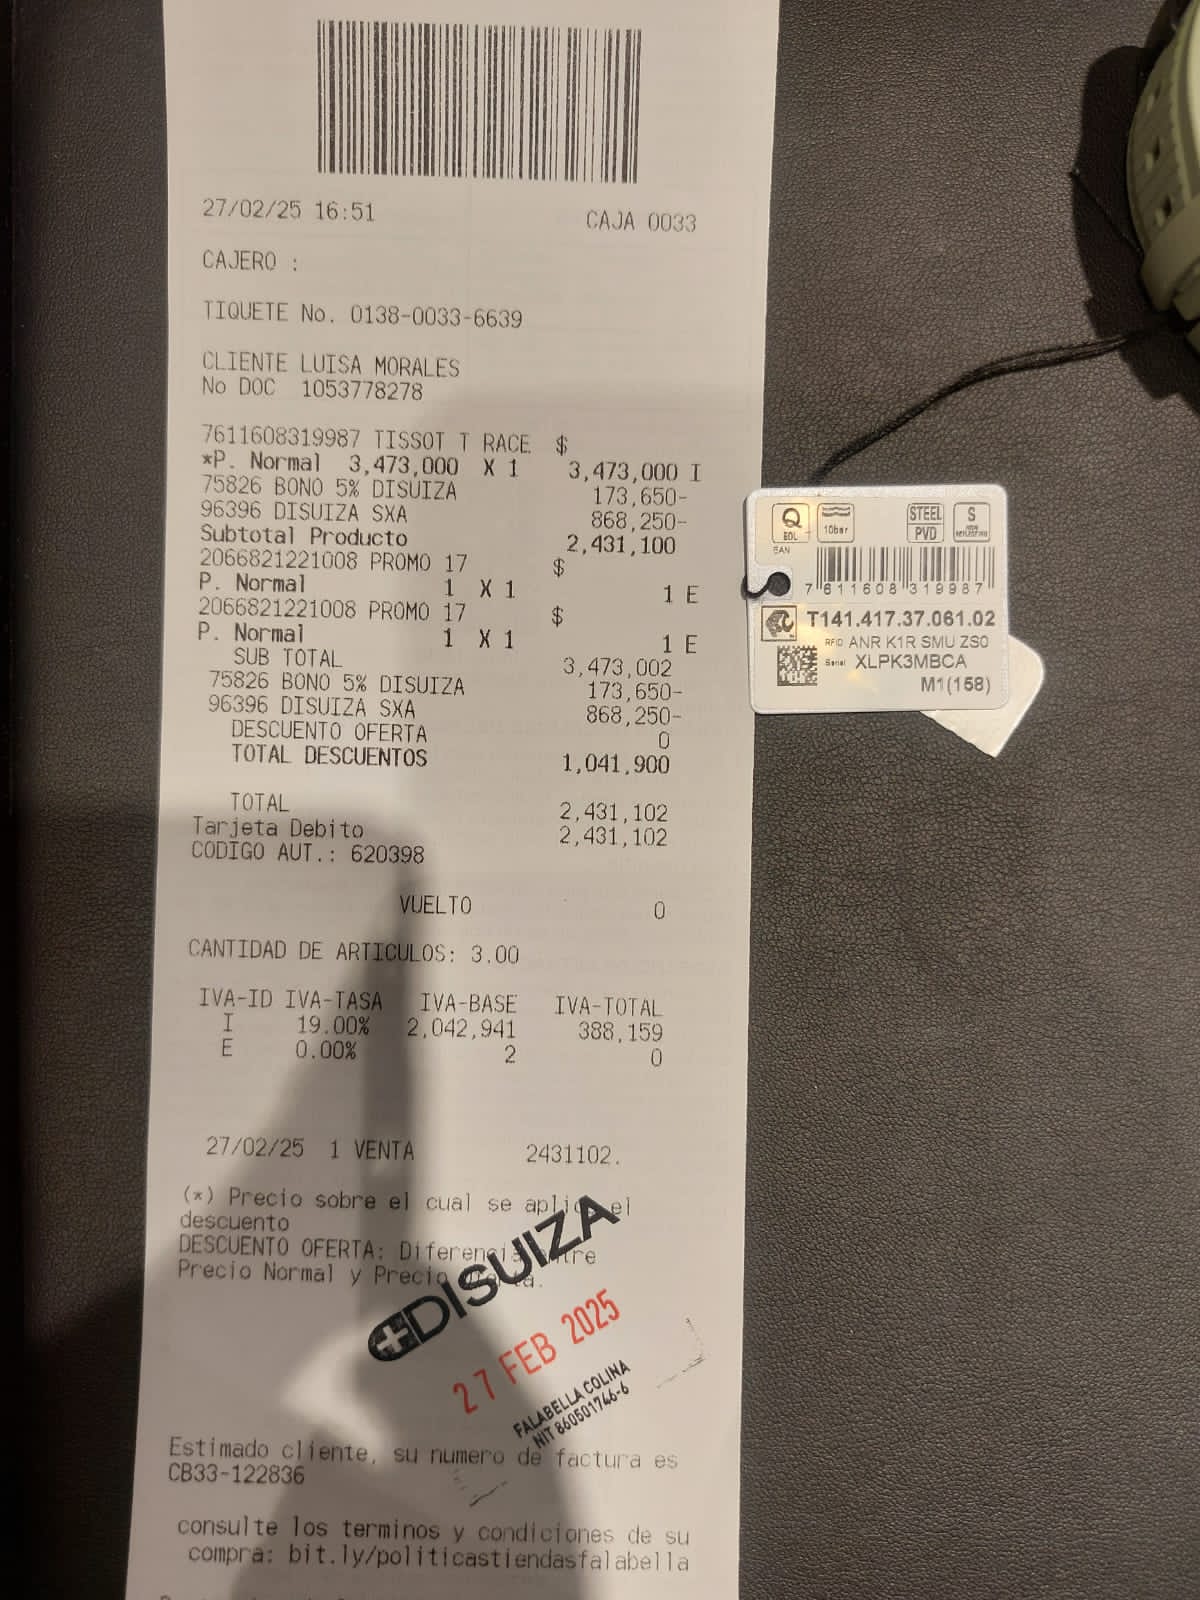 27/02/25 16:51 CAJA 0033
CAJERO :
TIQUETE No. 0138-0033-6639
CLIENTE LUISA MORALES
No DOC 1053778278
7611608319987 TISSOT T RACE $
*P. Normal 3,473,000 X 1 3,473,000 I
75826 BONO 5% DISUIZA 173,650-
96396 DISUIZA SXA 868,250-
Subtotal Producto 2,431,100
2066821221008 PROMO 17 $
P. Normal 1 X 1 1 E
2066821221008 PROMO 17 $
P. Normal 1 X 1 1 E
SUB TOTAL 3,473,002
75826 BONO 5% DISUIZA 173,650-
96396 DISUIZA SXA 868,250-
DESCUENTO OFERTA 0
TOTAL DESCUENTOS 1,041,900
TOTAL 2,431,102
Tarjeta Debito 2,431,102
CODIGO AUT.: 620398
VUELTO 0
CANTIDAD DE ARTICULOS: 3.00
IVA-ID IVA-TASA IVA-BASE IVA-TOTAL
I 19.00% 2,042,941 388,159
E 0.00% 2 0
27/02/25 1 VENTA 2431102.
(*) Precio sobre el cual se aplica el
descuento
DESCUENTO OFERTA: Diferencia entre
Precio Normal y Precio
DISUIZA
27 FEB 2025
FALABELLA COLINA
NIT 860501746-6
Estimado cliente, su numero de factura es
CB33-122836
consulte los terminos y condiciones de su
compra: bit.ly/politicastiendasfalabella
Q EOL
10bar
STEEL PVD
S
EAN
7 611608 319987
T141.417.37.061.02
RFID ANR K1R SMU ZS0
Serial XLPK3MBCA
M1(158)